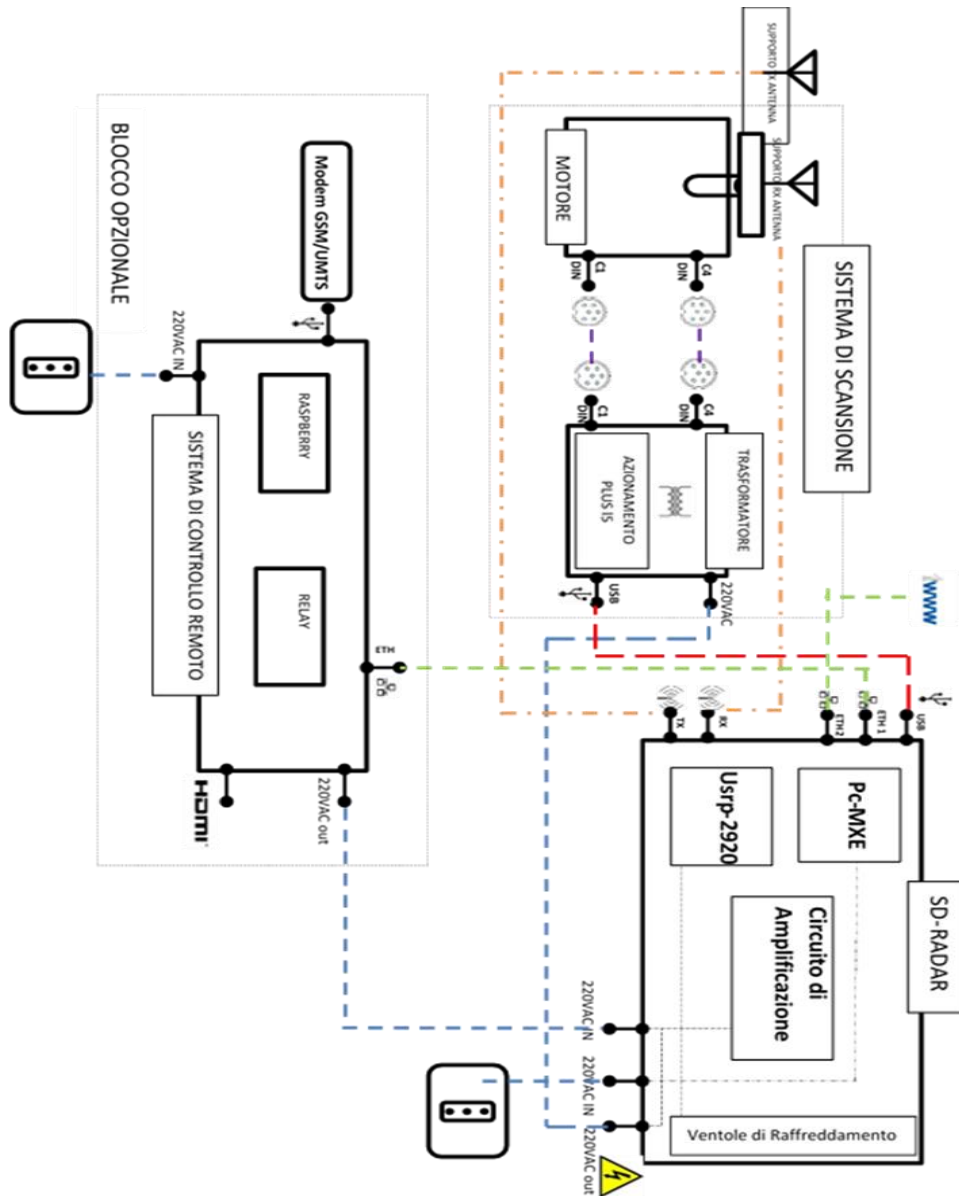 SUPPORTO TX ANTENNA
SUPPORTO RX ANTENNA
MOTORE
C1
DIN
C4
DIN
SISTEMA DI SCANSIONE
C1
DIN
C4
DIN
AZIONAMENTO
PLUS I5
TRASFORMATORE
USB
220VAC
www
BLOCCO OPZIONALE
Modem GSM/UMTS
220VAC IN
RASPBERRY
RELAY
SISTEMA DI CONTROLLO REMOTO
ETH
HDMI
220VAC out
TX
RX
ETH2
ETH 1
USB
Usrp-2920
Pc-MXE
SD-RADAR
Circuito di
Amplificazione
220VAC IN
220VAC IN
220VAC out
Ventole di Raffreddamento